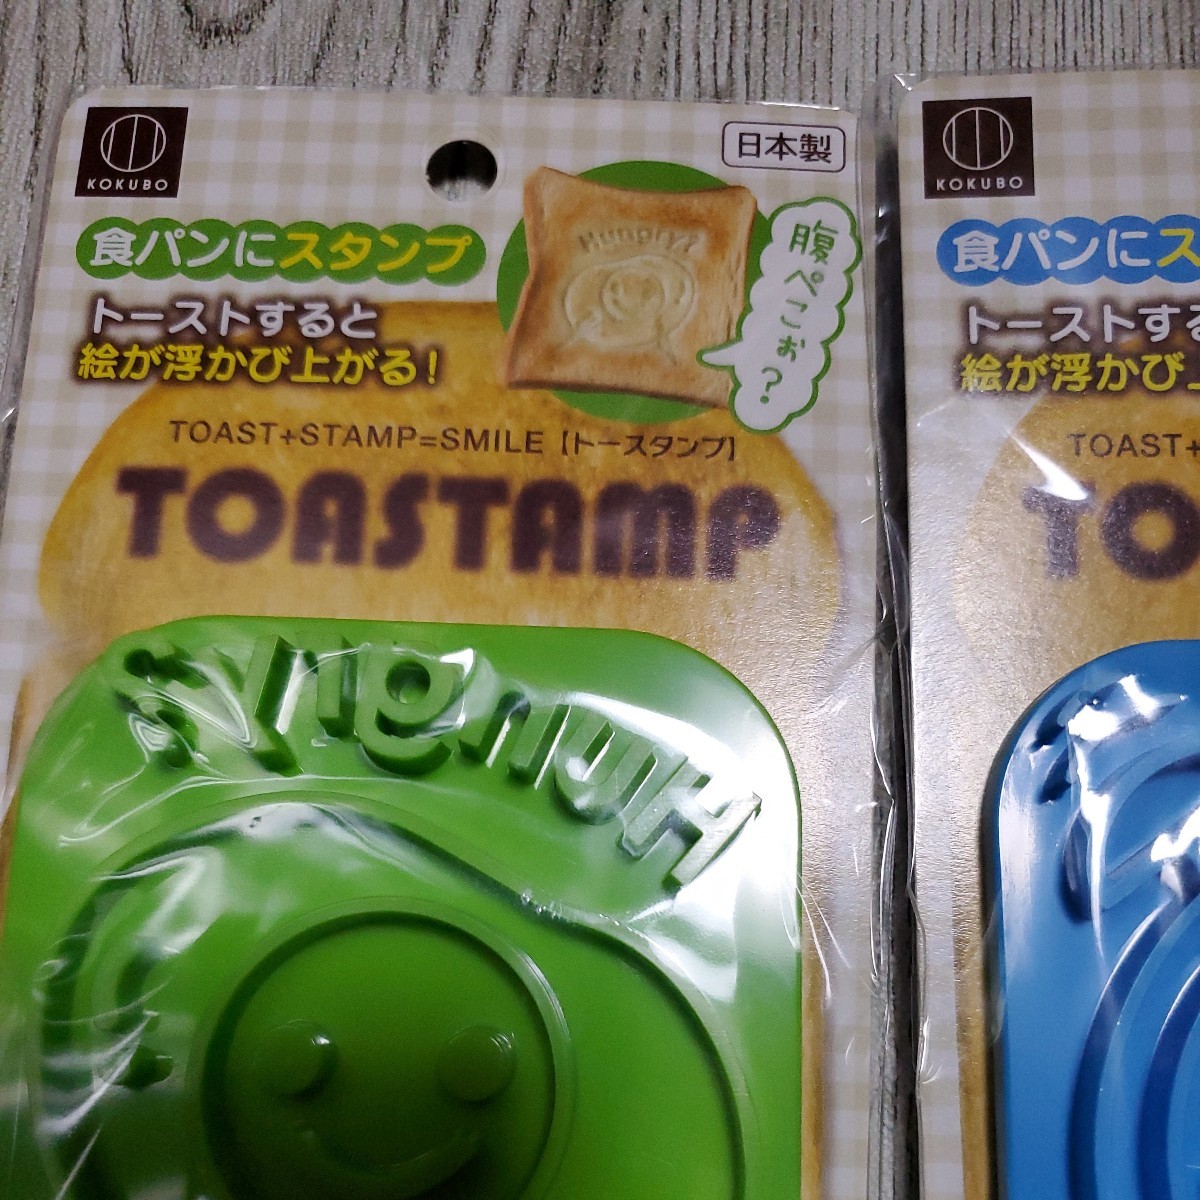 KOKUBO
日本製
食パンにスタンプ
トーストすると
絵が浮かび上がる!
Hungry?
腹ぺこぉ?
TOAST+STAMP=SMILE【トースタンプ】
TOASTAMP
Hungry?
KOKUBO
食パンにス
トーストする
絵が浮かび上
TOAST+
TO